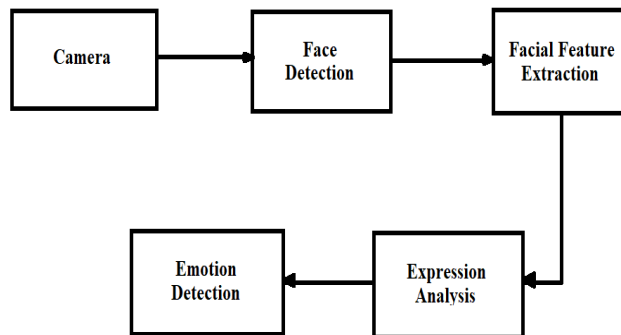 Camera
Face
Detection
Facial Feature
Extraction
Emotion
Detection
Expression
Analysis